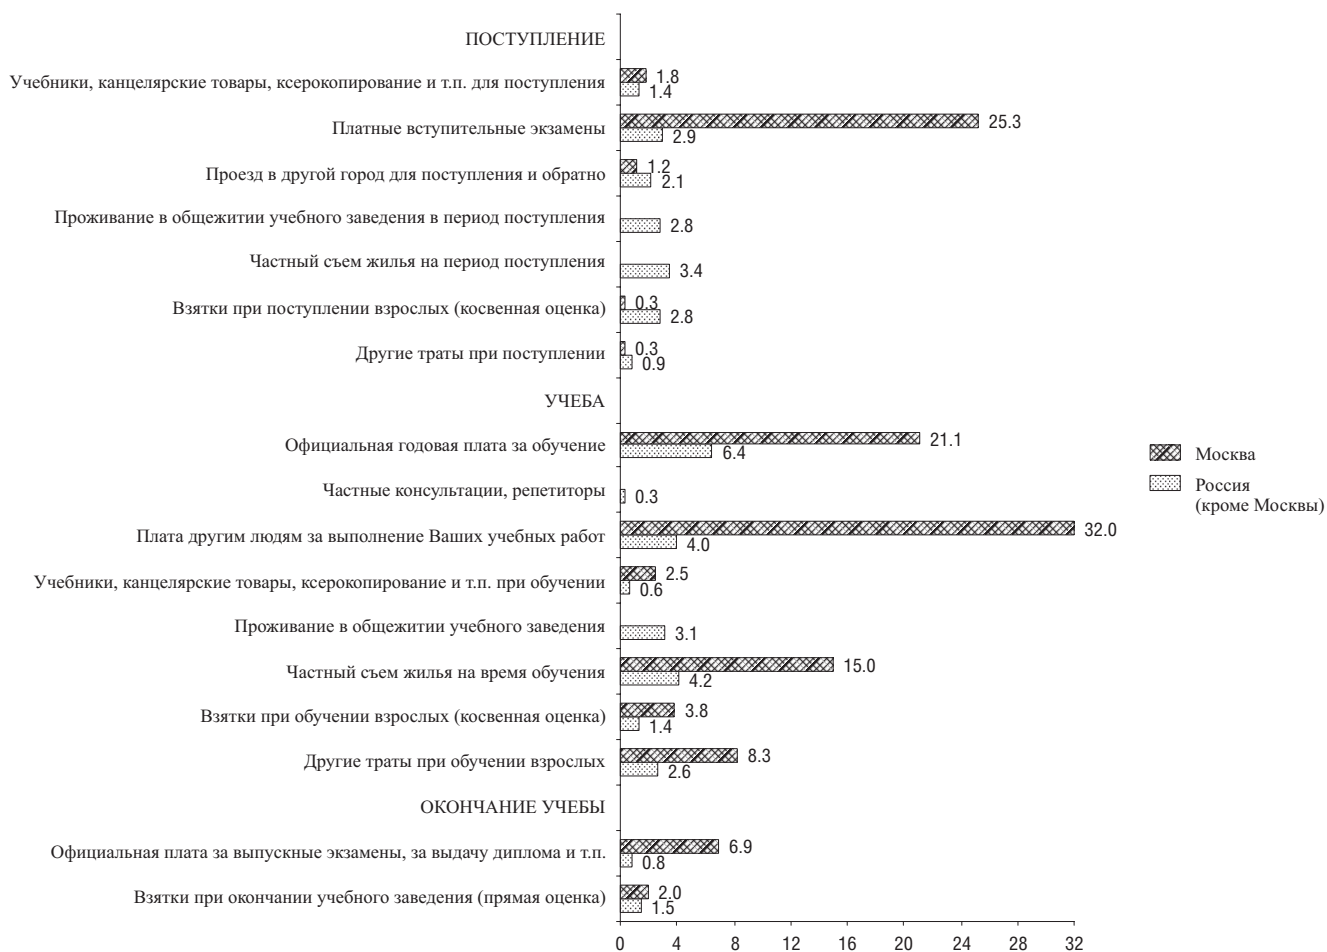 ПОСТУПЛЕНИЕ
Учебники, канцелярские товары, ксерокопирование и т.п. для поступления
1.8
1.4
Платные вступительные экзамены
25.3
2.9
Проезд в другой город для поступления и обратно
1.2
2.1
Проживание в общежитии учебного заведения в период поступления
2.8
Частный съем жилья на период поступления
3.4
Взятки при поступлении взрослых (косвенная оценка)
0.3
2.8
Другие траты при поступлении
0.3
0.9
УЧЕБА
Официальная годовая плата за обучение
21.1
6.4
Частные консультации, репетиторы
0.3
Плата другим людям за выполнение Ваших учебных работ
32.0
4.0
Учебники, канцелярские товары, ксерокопирование и т.п. при обучении
2.5
0.6
Проживание в общежитии учебного заведения
3.1
Частный съем жилья на время обучения
15.0
4.2
Взятки при обучении взрослых (косвенная оценка)
3.8
1.4
Другие траты при обучении взрослых
8.3
2.6
ОКОНЧАНИЕ УЧЕБЫ
Официальная плата за выпускные экзамены, за выдачу диплома и т.п.
6.9
0.8
Взятки при окончании учебного заведения (прямая оценка)
2.0
1.5
0 4 8 12 16 20 24 28 32
Москва
Россия
(кроме Москвы)